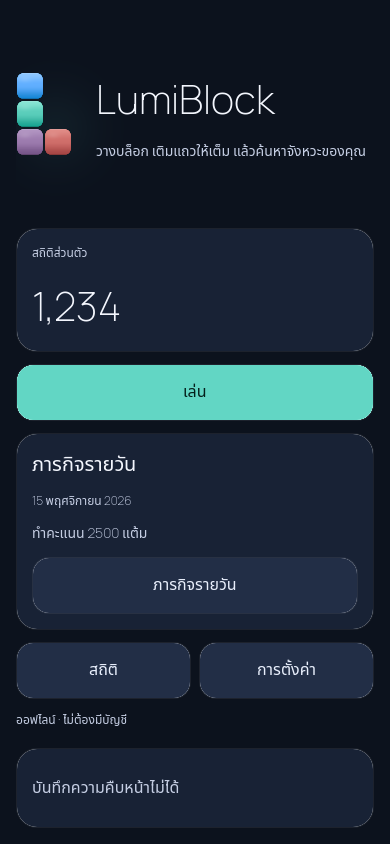 LumiBlock
วางบล็อก เติมแถวให้เต็ม แล้วค้นหาจังหวะของคุณ
สถิติส่วนตัว
1,234
เล่น
ภารกิจรายวัน
15 พฤศจิกายน 2026
ทำคะแนน 2500 แต้ม
ภารกิจรายวัน
สถิติ
การตั้งค่า
ออฟไลน์ · ไม่ต้องมีบัญชี
บันทึกความคืบหน้าไม่ได้